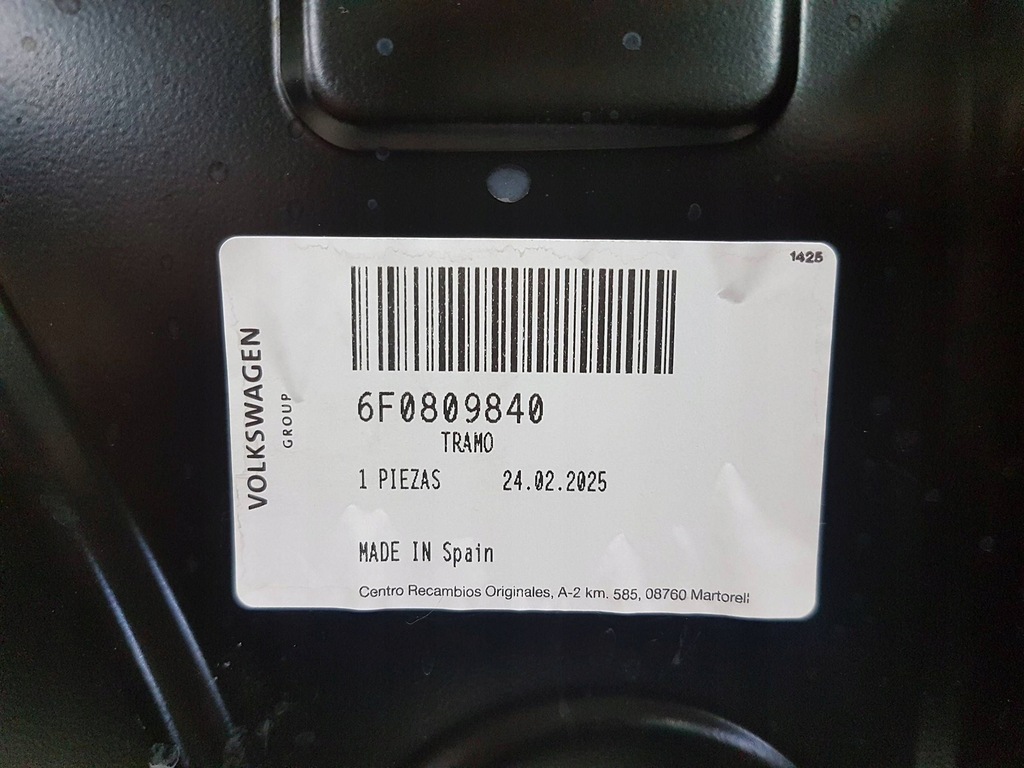 1425
VOLKSWAGEN
GROUP
6F0809840
TRAMO
1 PIEZAS 24.02.2025
MADE IN Spain
Centro Recambios Originales, A-2 km. 585, 08760 Martorell